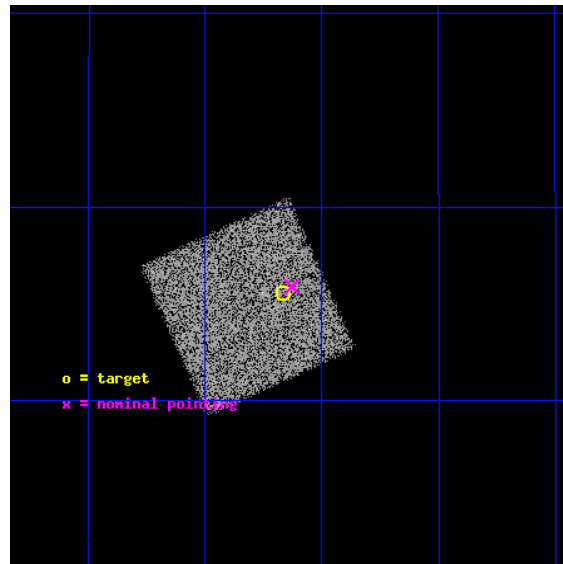 o = target
x = nominal pointing